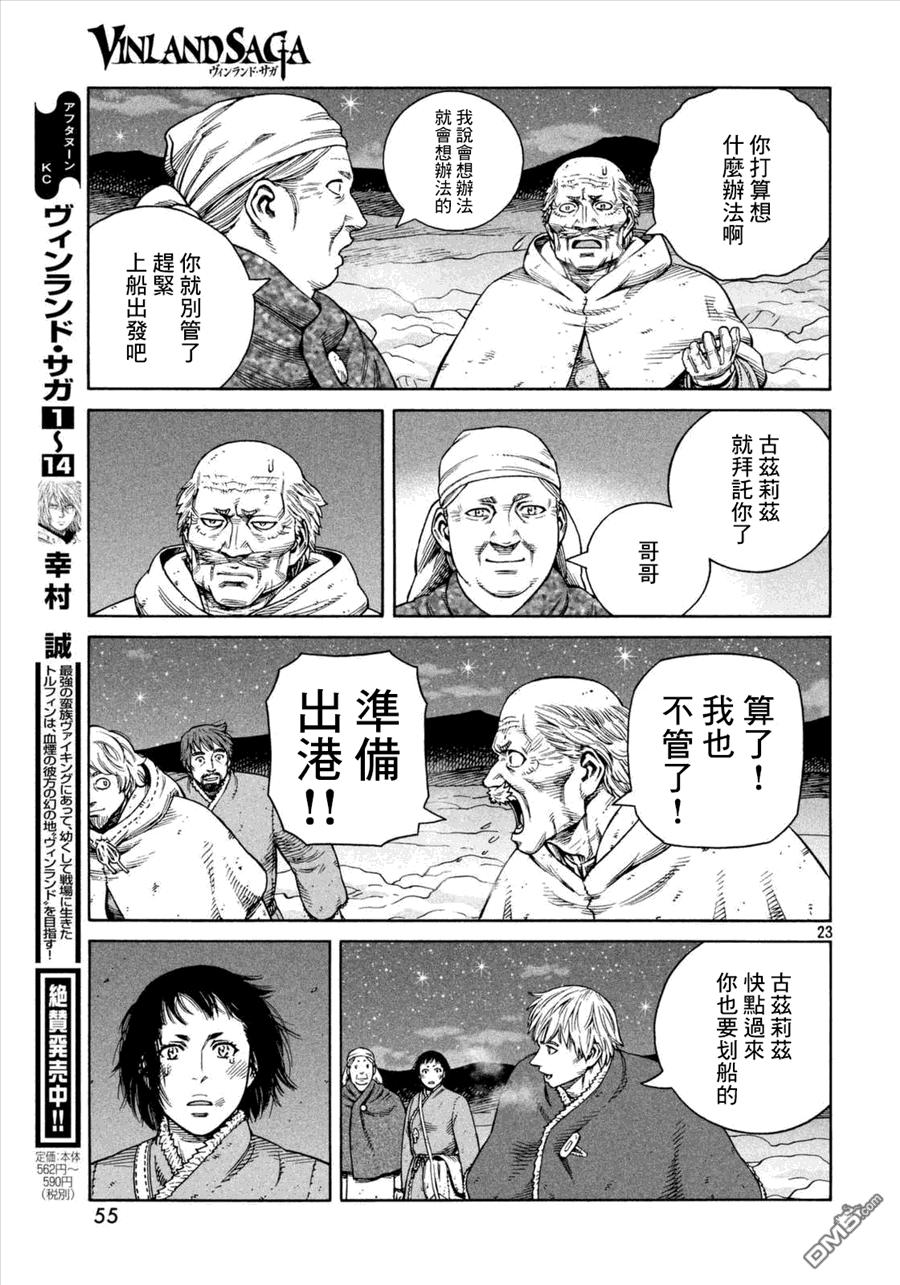 VINLAND SAGA
ヴィンランド・サガ
你打算想
什麼辦法啊
我說會想辦法
就會想辦法的
你就別管了
趕緊
上船出發吧
古茲莉茲
就拜託你了
哥哥
算了！
我也
不管了！
準備
出港!!
23
古茲莉茲
快點過來
你也要划船的
アフタヌーン
KC
ヴィンランド・サガ1〜14
幸村 誠
最強の蛮族ヴァイキングにあって、幼くして戦場に生きた
トルフィンは、血煙の彼方の幻の地“ヴィンランド”を目指す！
絶賛発売中!!
定価：本体
562円〜
590円
（税別）
55
DM5.com